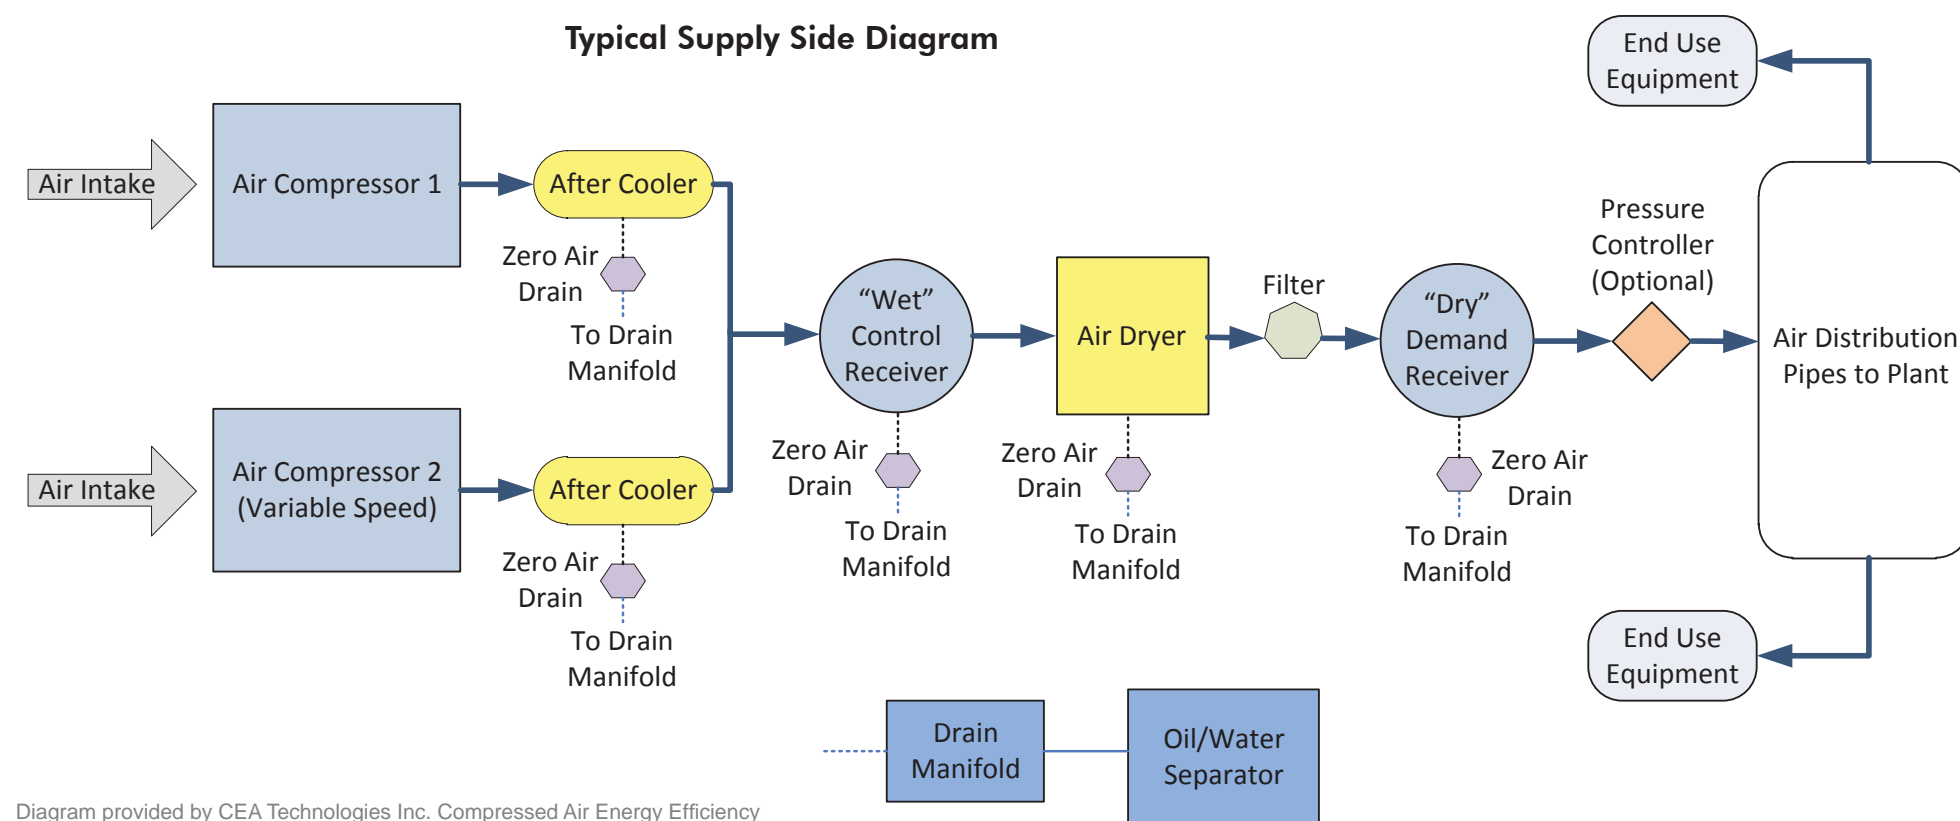 Typical Supply Side Diagram
End Use
Equipment
Air Intake
Air Compressor 1
After Cooler
Zero Air
Drain
To Drain
Manifold
Air Intake
Air Compressor 2
(Variable Speed)
After Cooler
Zero Air
Drain
To Drain
Manifold
“Wet”
Control
Receiver
Zero Air
Drain
To Drain
Manifold
Air Dryer
Zero Air
Drain
To Drain
Manifold
Filter
“Dry”
Demand
Receiver
Zero Air
Drain
To Drain
Manifold
Pressure
Controller
(Optional)
Air Distribution
Pipes to Plant
End Use
Equipment
Drain
Manifold
Oil/Water
Separator
Diagram provided by CEA Technologies Inc. Compressed Air Energy Efficiency